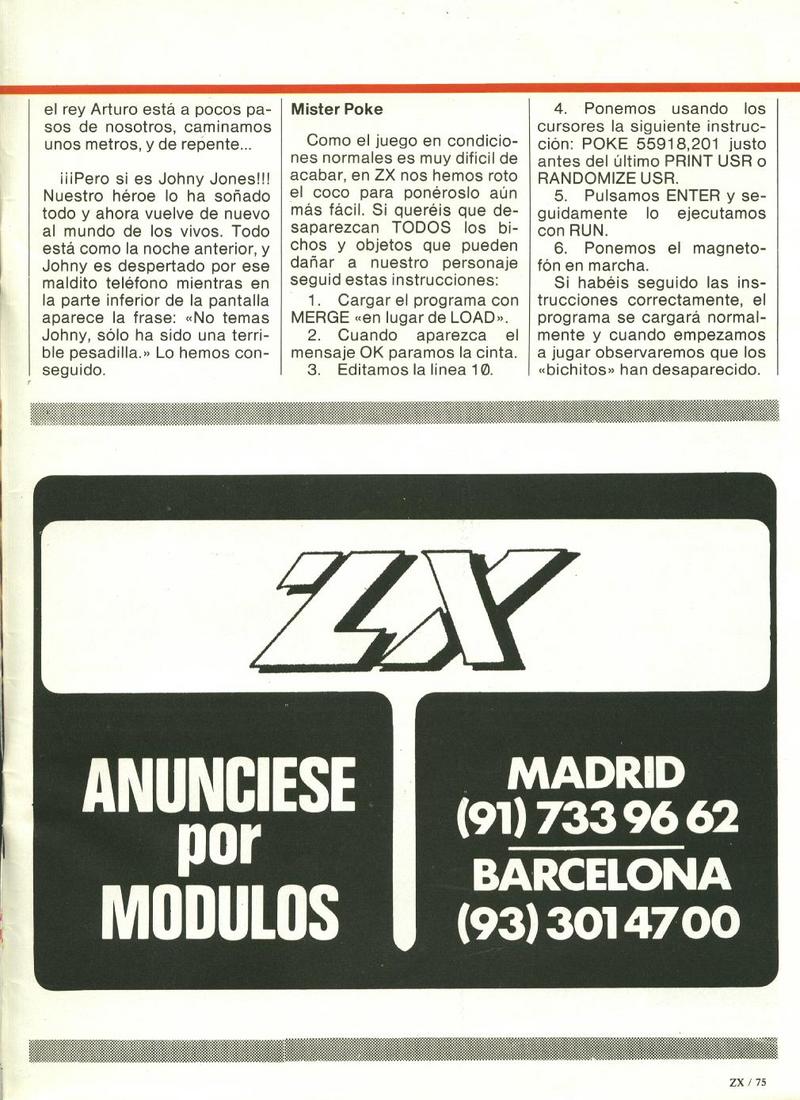 el rey Arturo está a pocos pa-
sos de nosotros, caminamos
unos metros, y de repente...
¡¡¡Pero si es Johny Jones!!!
Nuestro héroe lo ha soñado
todo y ahora vuelve de nuevo
al mundo de los vivos. Todo
está como la noche anterior, y
Johny es despertado por ese
maldito teléfono mientras en
la parte inferior de la pantalla
aparece la frase: «No temas
Johny, sólo ha sido una terri-
ble pesadilla.» Lo hemos con-
seguido.
Mister Poke
Como el juego en condicio-
nes normales es muy dificil de
acabar, en ZX nos hemos roto
el coco para ponéroslo aún
más fácil. Si queréis que de-
saparezcan TODOS los bi-
chos y objetos que pueden
dañar a nuestro personaje
seguid estas instrucciones:
1. Cargar el programa con
MERGE «en lugar de LOAD».
2. Cuando aparezca el
mensaje OK paramos la cinta.
3. Editamos la linea 10.
4. Ponemos usando los
cursores la siguiente instruc-
ción: POKE 55918,201 justo
antes del último PRINT USR o
RANDOMIZE USR.
5. Pulsamos ENTER y se-
guidamente lo ejecutamos
con RUN.
6. Ponemos el magneto-
fón en marcha.
Si habéis seguido las ins-
trucciones correctamente, el
programa se cargará normal-
mente y cuando empezamos
a jugar observaremos que los
«bichitos» han desaparecido.
ZX
ANUNCIESE
por
MODULOS
MADRID
(91) 733 96 62
BARCELONA
(93) 301 47 00
ZX / 75